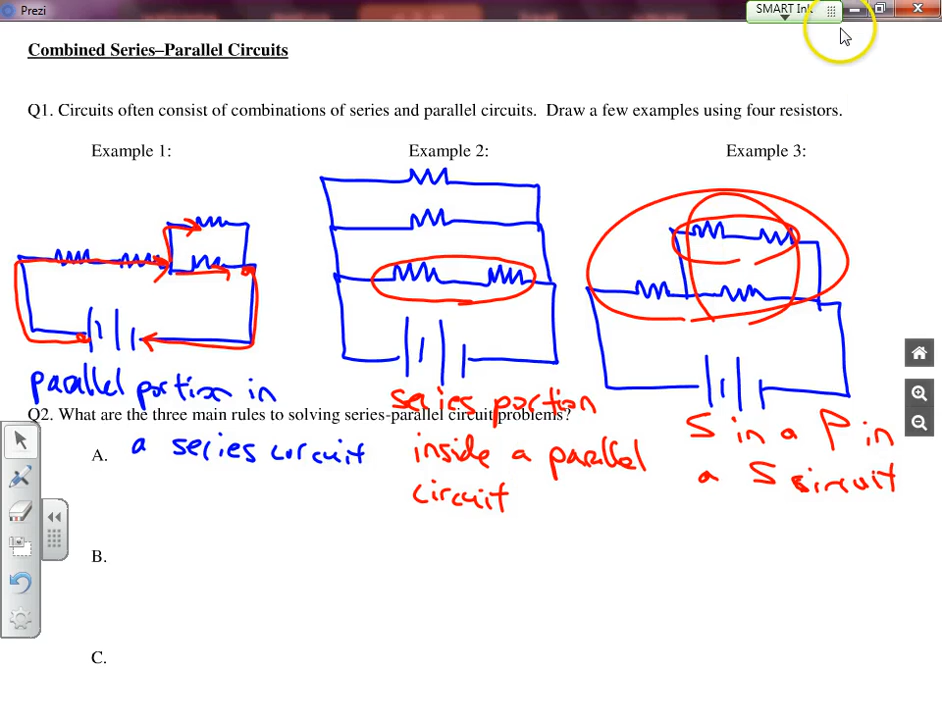 Prezi
SMART Ink
Combined Series–Parallel Circuits
Q1. Circuits often consist of combinations of series and parallel circuits. Draw a few examples using four resistors.
Example 1:
Example 2:
Example 3:
parallel portion in
a series circuit
series portion
inside a parallel
circuit
S in a P in
a S circuit
Q2. What are the three main rules to solving series-parallel circuit problems?
A.
B.
C.